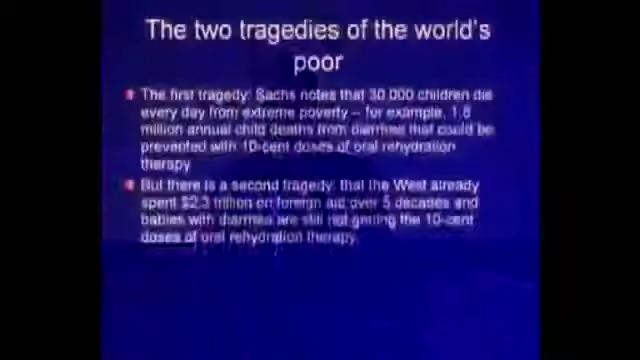 The two tragedies of the world's
poor
The first tragedy: Sachs notes that 30 000 children die
every day from extreme poverty – for example, 1.8
million annual child deaths from diarrhea that could be
prevented with 10-cent doses of oral rehydration
therapy
But there is a second tragedy: that the West already
spent $2.3 trillion on foreign aid over 5 decades and
babies with diarrhea are still not getting the 10-cent
doses of oral rehydration therapy.